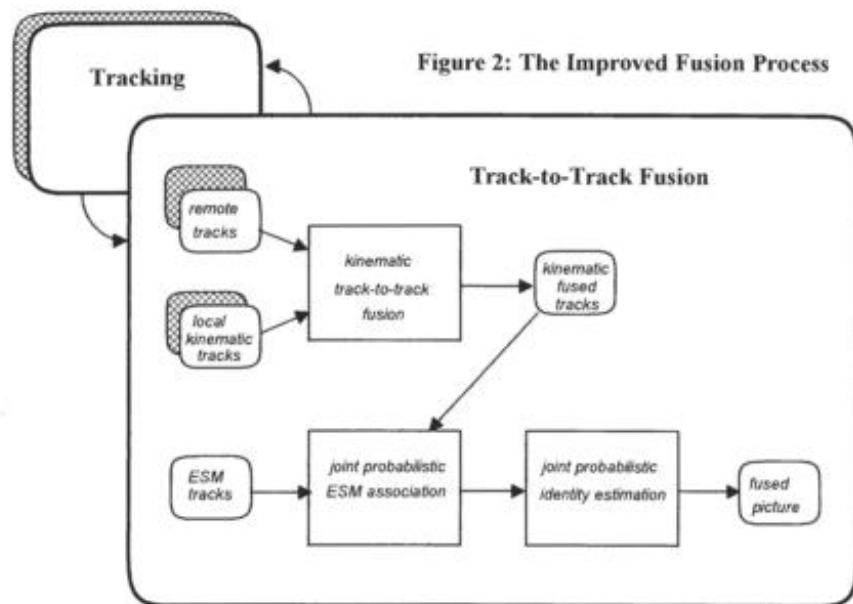 Tracking
Figure 2: The Improved Fusion Process
Track-to-Track Fusion
remote
tracks
kinematic
track-to-track
fusion
kinematic
fused
tracks
local
kinematic
tracks
ESM
tracks
joint probabilistic
ESM association
joint probabilistic
identity estimation
fused
picture